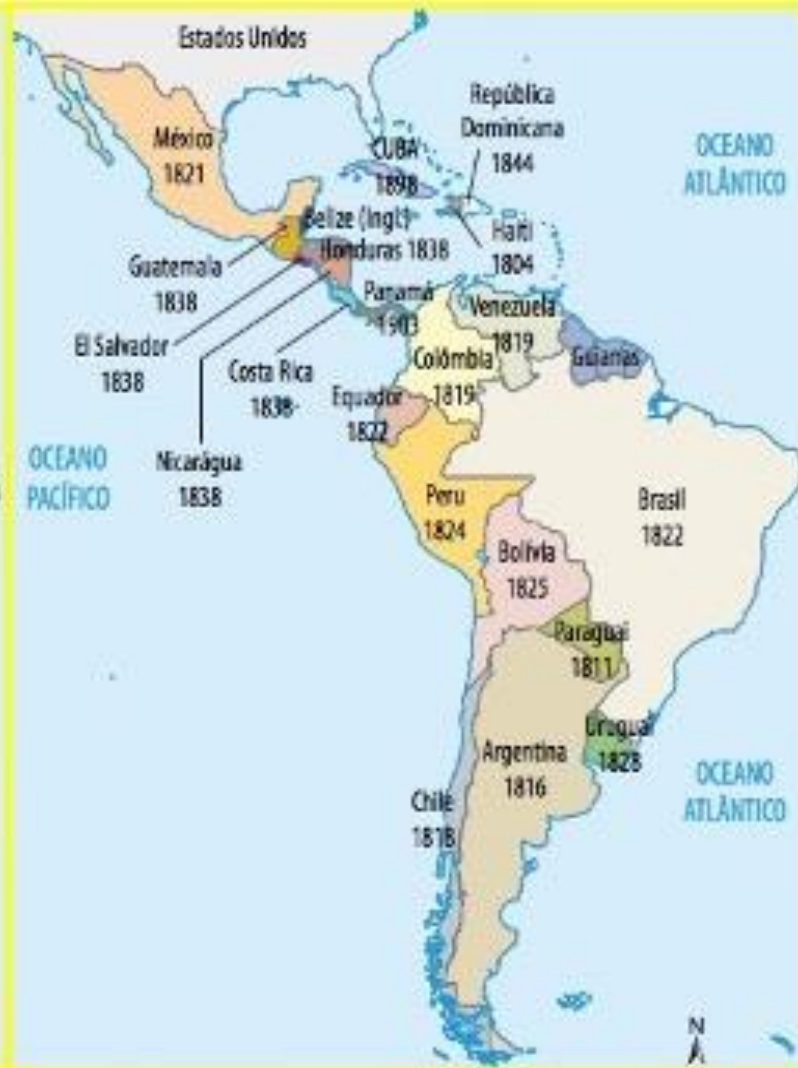 Estados Unidos
República
Dominicana
1844
México
1821
CUBA
1898
OCEANO
ATLÂNTICO
Belize (Ingl.)
Haiti
1804
Honduras 1838
Guatemala
1838
Panamá
1903
Venezuela
1819
El Salvador
1838
Costa Rica
1838
Colômbia
1819
Guianas
Equador
1822
OCEANO
PACÍFICO
Nicarágua
1838
Peru
1824
Brasil
1822
Bolívia
1825
Paraguai
1811
Uruguai
1828
Argentina
1816
OCEANO
ATLÂNTICO
Chile
1818
N